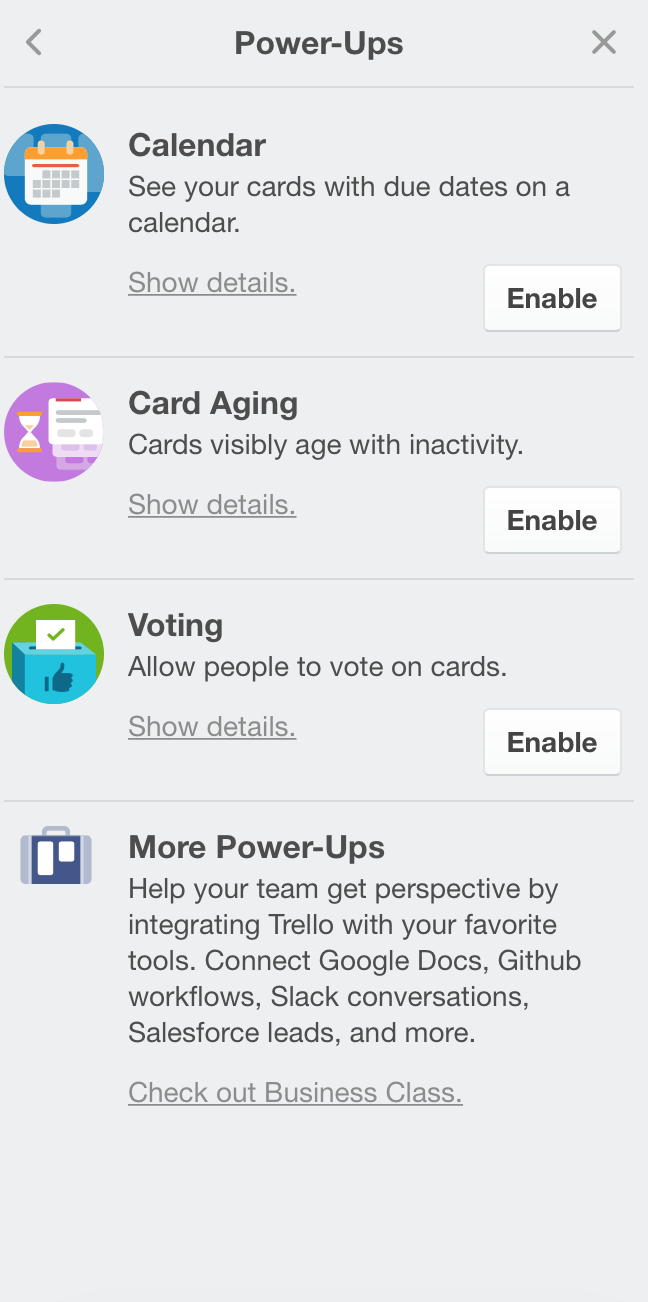 Power-Ups
Calendar
See your cards with due dates on a
calendar.
Show details.
Enable
Card Aging
Cards visibly age with inactivity.
Show details.
Enable
Voting
Allow people to vote on cards.
Show details.
Enable
More Power-Ups
Help your team get perspective by
integrating Trello with your favorite
tools. Connect Google Docs, Github
workflows, Slack conversations,
Salesforce leads, and more.
Check out Business Class.